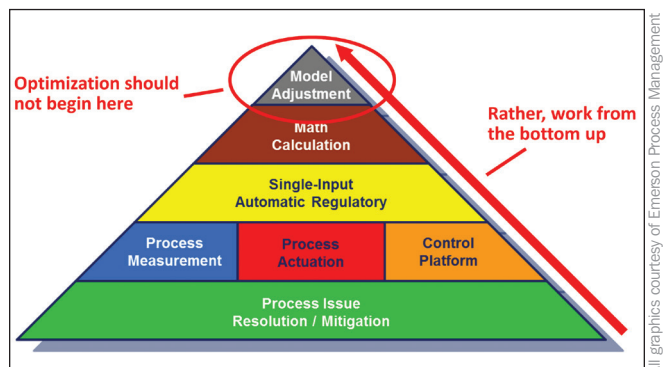 Optimization should
not begin here
Model
Adjustment
Rather, work from
the bottom up
Math
Calculation
Single-Input
Automatic Regulatory
Process
Measurement
Process
Actuation
Control
Platform
Process Issue
Resolution / Mitigation
ll graphics courtesy of Emerson Process Management